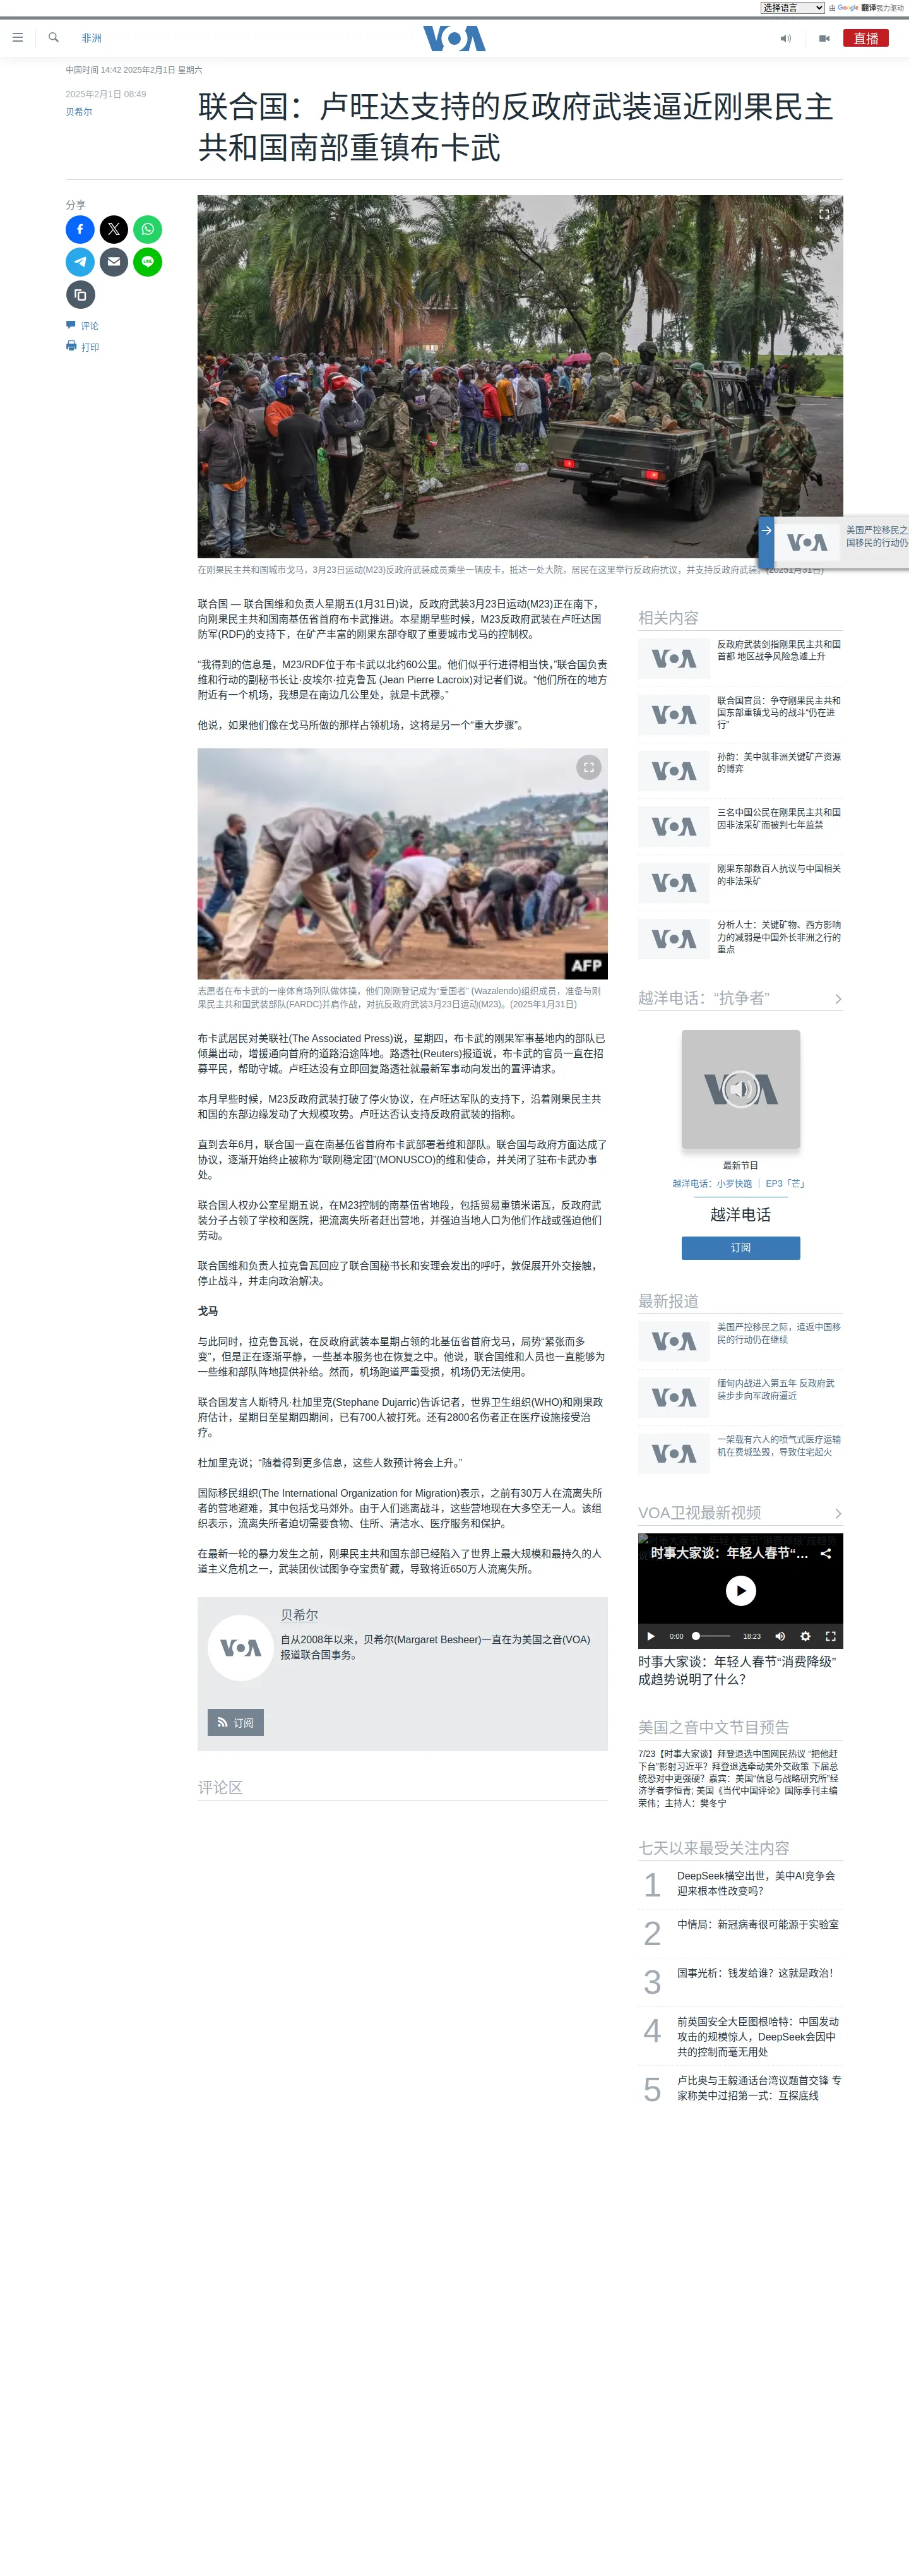 选择语言 由 Google 翻译强力驱动
非洲
VOA
直播
中国时间 14:42 2025年2月1日 星期六
2025年2月1日 08:49
贝希尔
联合国：卢旺达支持的反政府武装逼近刚果民主
共和国南部重镇布卡武
分享
评论
打印
在刚果民主共和国城市戈马，3月23日运动(M23)反政府武装成员乘坐一辆皮卡，抵达一处大院，居民在这里举行反政府抗议，并支持反政府武装。(20251月31日)
VOA
美国严控移民之
国移民的行动仍
联合国 — 联合国维和负责人星期五(1月31日)说，反政府武装3月23日运动(M23)正在南下，
向刚果民主共和国南基伍省首府布卡武推进。本星期早些时候，M23反政府武装在卢旺达国
防军(RDF)的支持下，在矿产丰富的刚果东部夺取了重要城市戈马的控制权。
“我得到的信息是，M23/RDF位于布卡武以北约60公里。他们似乎行进得相当快，”联合国负责
维和行动的副秘书长让·皮埃尔·拉克鲁瓦 (Jean Pierre Lacroix)对记者们说。“他们所在的地方
附近有一个机场，我想是在南边几公里处，就是卡武穆。”
他说，如果他们像在戈马所做的那样占领机场，这将是另一个“重大步骤”。
AFP
志愿者在布卡武的一座体育场列队做体操，他们刚刚登记成为“爱国者” (Wazalendo)组织成员，准备与刚
果民主共和国武装部队(FARDC)并肩作战，对抗反政府武装3月23日运动(M23)。(2025年1月31日)
布卡武居民对美联社(The Associated Press)说，星期四，布卡武的刚果军事基地内的部队已
倾巢出动，增援通向首府的道路沿途阵地。路透社(Reuters)报道说，布卡武的官员一直在招
募平民，帮助守城。卢旺达没有立即回复路透社就最新军事动向发出的置评请求。
本月早些时候，M23反政府武装打破了停火协议，在卢旺达军队的支持下，沿着刚果民主共
和国的东部边缘发动了大规模攻势。卢旺达否认支持反政府武装的指称。
直到去年6月，联合国一直在南基伍省首府布卡武部署着维和部队。联合国与政府方面达成了
协议，逐渐开始终止被称为“联刚稳定团”(MONUSCO)的维和使命，并关闭了驻布卡武办事
处。
联合国人权办公室星期五说，在M23控制的南基伍省地段，包括贸易重镇米诺瓦，反政府武
装分子占领了学校和医院，把流离失所者赶出营地，并强迫当地人口为他们作战或强迫他们
劳动。
联合国维和负责人拉克鲁瓦回应了联合国秘书长和安理会发出的呼吁，敦促展开外交接触，
停止战斗，并走向政治解决。
戈马
与此同时，拉克鲁瓦说，在反政府武装本星期占领的北基伍省首府戈马，局势“紧张而多
变”，但是正在逐渐平静，一些基本服务也在恢复之中。他说，联合国维和人员也一直能够为
一些维和部队阵地提供补给。然而，机场跑道严重受损，机场仍无法使用。
联合国发言人斯特凡·杜加里克(Stephane Dujarric)告诉记者，世界卫生组织(WHO)和刚果政
府估计，星期日至星期四期间，已有700人被打死。还有2800名伤者正在医疗设施接受治
疗。
杜加里克说；“随着得到更多信息，这些人数预计将会上升。”
国际移民组织(The International Organization for Migration)表示，之前有30万人在流离失所
者的营地避难，其中包括戈马郊外。由于人们逃离战斗，这些营地现在大多空无一人。该组
织表示，流离失所者迫切需要食物、住所、清洁水、医疗服务和保护。
在最新一轮的暴力发生之前，刚果民主共和国东部已经陷入了世界上最大规模和最持久的人
道主义危机之一，武装团伙试图争夺宝贵矿藏，导致将近650万人流离失所。
VOA
贝希尔
自从2008年以来，贝希尔(Margaret Besheer)一直在为美国之音(VOA)
报道联合国事务。
订阅
评论区
相关内容
VOA
反政府武装剑指刚果民主共和国
首都 地区战争风险急遽上升
VOA
联合国官员：争夺刚果民主共和
国东部重镇戈马的战斗“仍在进
行”
VOA
孙韵：美中就非洲关键矿产资源
的博弈
VOA
三名中国公民在刚果民主共和国
因非法采矿而被判七年监禁
VOA
刚果东部数百人抗议与中国相关
的非法采矿
VOA
分析人士：关键矿物、西方影响
力的减弱是中国外长非洲之行的
重点
越洋电话：“抗争者”
VOA
最新节目
越洋电话：小罗快跑 ｜ EP3「芒」
越洋电话
订阅
最新报道
VOA
美国严控移民之际，遣返中国移
民的行动仍在继续
VOA
缅甸内战进入第五年 反政府武
装步步向军政府逼近
VOA
一架载有六人的喷气式医疗运输
机在费城坠毁，导致住宅起火
VOA卫视最新视频
时事大家谈：年轻人春节“...
0:00 18:23
时事大家谈：年轻人春节“消费降级”
成趋势说明了什么？
美国之音中文节目预告
7/23【时事大家谈】拜登退选中国网民热议 “把他赶
下台”影射习近平？拜登退选牵动美外交政策 下届总
统恐对中更强硬？嘉宾：美国“信息与战略研究所”经
济学者李恒青; 美国《当代中国评论》国际季刊主编
荣伟；主持人：樊冬宁
七天以来最受关注内容
1 DeepSeek横空出世，美中AI竞争会
迎来根本性改变吗？
2 中情局：新冠病毒很可能源于实验室
3 国事光析：钱发给谁？这就是政治！
4 前英国安全大臣图根哈特：中国发动
攻击的规模惊人，DeepSeek会因中
共的控制而毫无用处
5 卢比奥与王毅通话台湾议题首交锋 专
家称美中过招第一式：互探底线